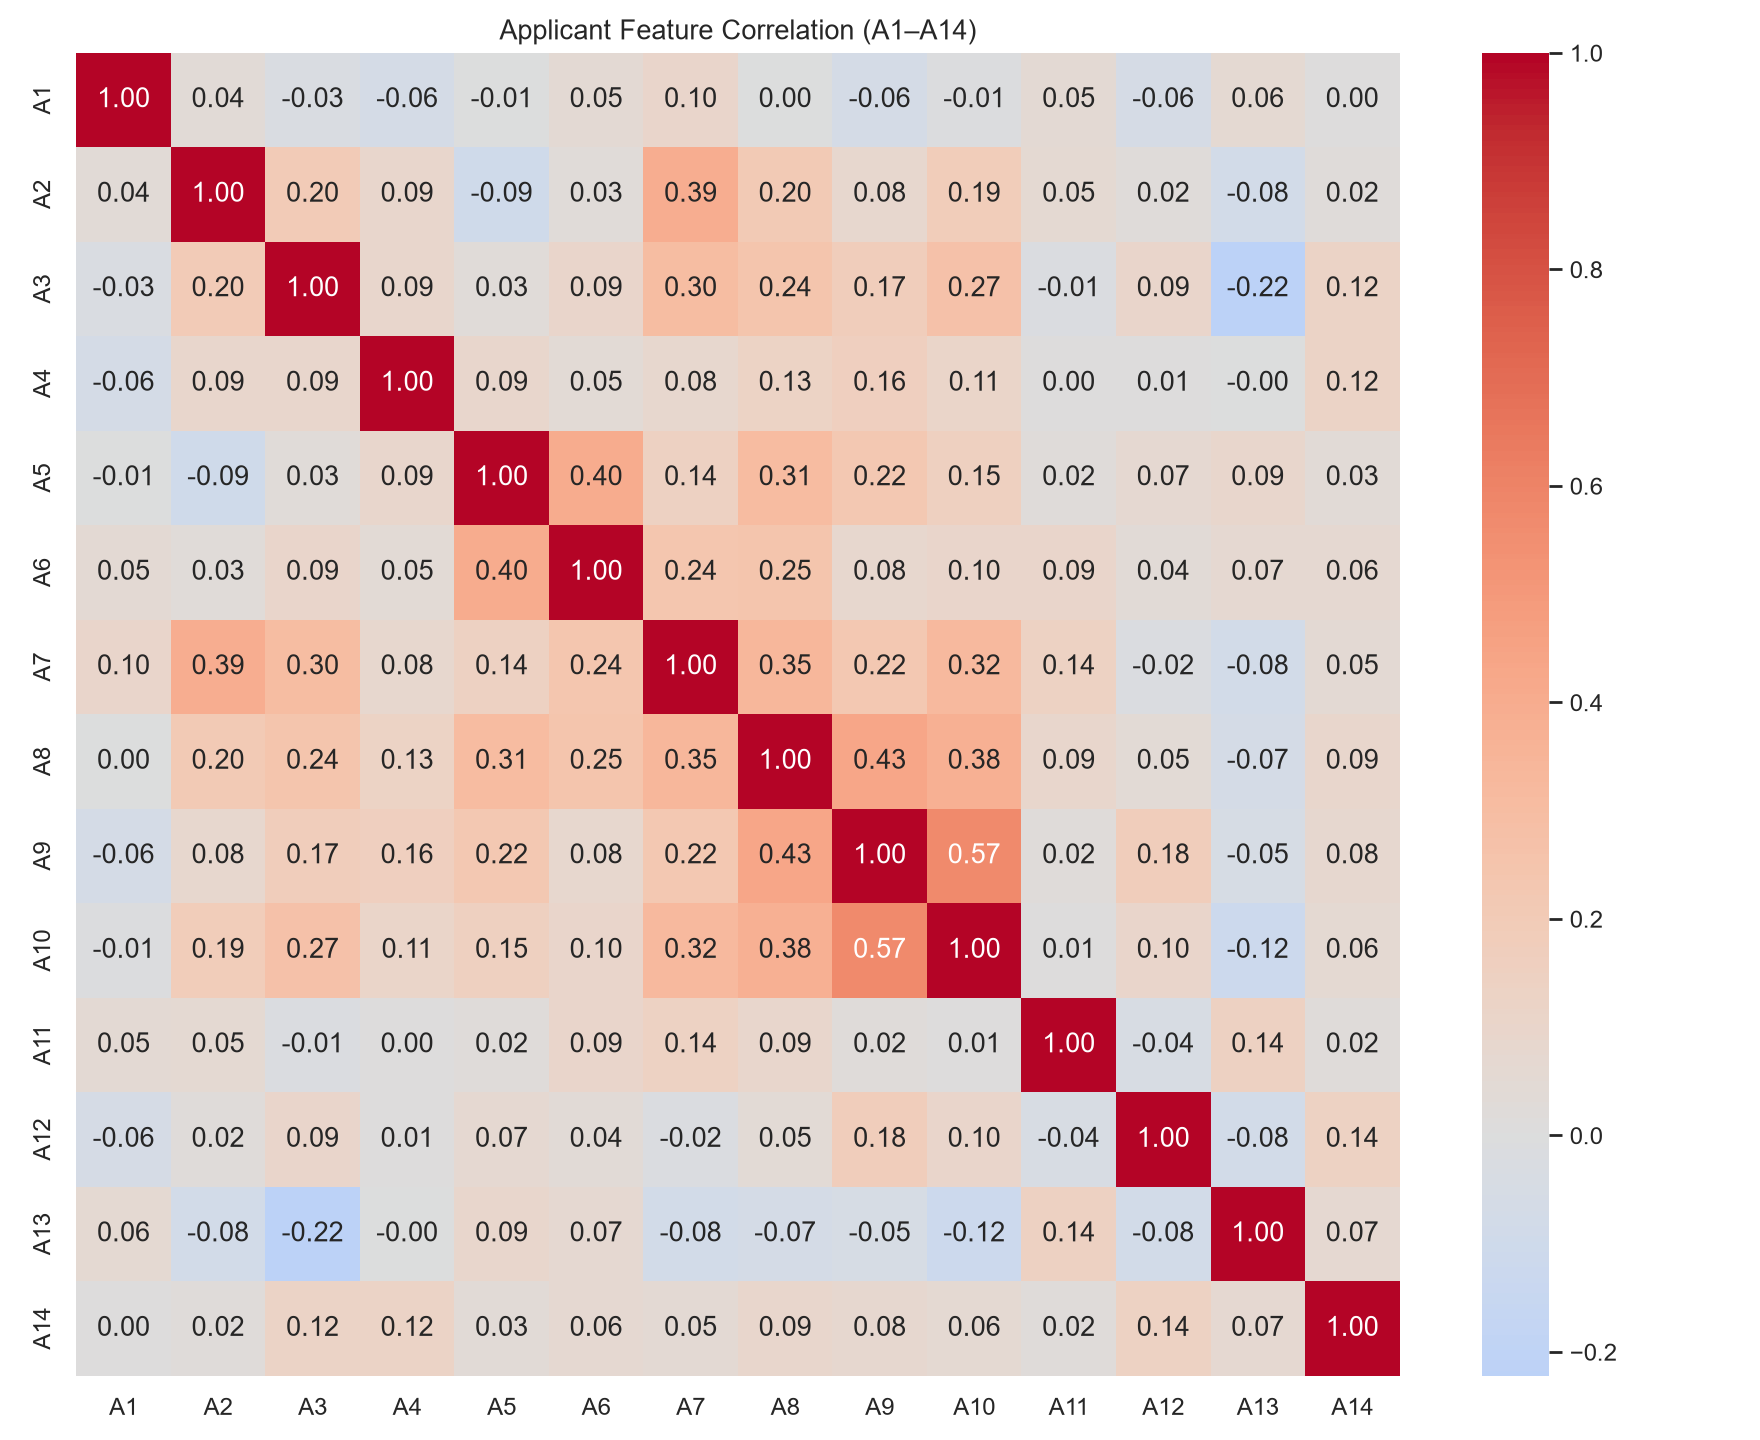 Applicant Feature Correlation (A1–A14)
A1 1.00 0.04 -0.03 -0.06 -0.01 0.05 0.10 0.00 -0.06 -0.01 0.05 -0.06 0.06 0.00
A2 0.04 1.00 0.20 0.09 -0.09 0.03 0.39 0.20 0.08 0.19 0.05 0.02 -0.08 0.02
A3 -0.03 0.20 1.00 0.09 0.03 0.09 0.30 0.24 0.17 0.27 -0.01 0.09 -0.22 0.12
A4 -0.06 0.09 0.09 1.00 0.09 0.05 0.08 0.13 0.16 0.11 0.00 0.01 -0.00 0.12
A5 -0.01 -0.09 0.03 0.09 1.00 0.40 0.14 0.31 0.22 0.15 0.02 0.07 0.09 0.03
A6 0.05 0.03 0.09 0.05 0.40 1.00 0.24 0.25 0.08 0.10 0.09 0.04 0.07 0.06
A7 0.10 0.39 0.30 0.08 0.14 0.24 1.00 0.35 0.22 0.32 0.14 -0.02 -0.08 0.05
A8 0.00 0.20 0.24 0.13 0.31 0.25 0.35 1.00 0.43 0.38 0.09 0.05 -0.07 0.09
A9 -0.06 0.08 0.17 0.16 0.22 0.08 0.22 0.43 1.00 0.57 0.02 0.18 -0.05 0.08
A10 -0.01 0.19 0.27 0.11 0.15 0.10 0.32 0.38 0.57 1.00 0.01 0.10 -0.12 0.06
A11 0.05 0.05 -0.01 0.00 0.02 0.09 0.14 0.09 0.02 0.01 1.00 -0.04 0.14 0.02
A12 -0.06 0.02 0.09 0.01 0.07 0.04 -0.02 0.05 0.18 0.10 -0.04 1.00 -0.08 0.14
A13 0.06 -0.08 -0.22 -0.00 0.09 0.07 -0.08 -0.07 -0.05 -0.12 0.14 -0.08 1.00 0.07
A14 0.00 0.02 0.12 0.12 0.03 0.06 0.05 0.09 0.08 0.06 0.02 0.14 0.07 1.00
A1 A2 A3 A4 A5 A6 A7 A8 A9 A10 A11 A12 A13 A14
1.0
0.8
0.6
0.4
0.2
0.0
−0.2